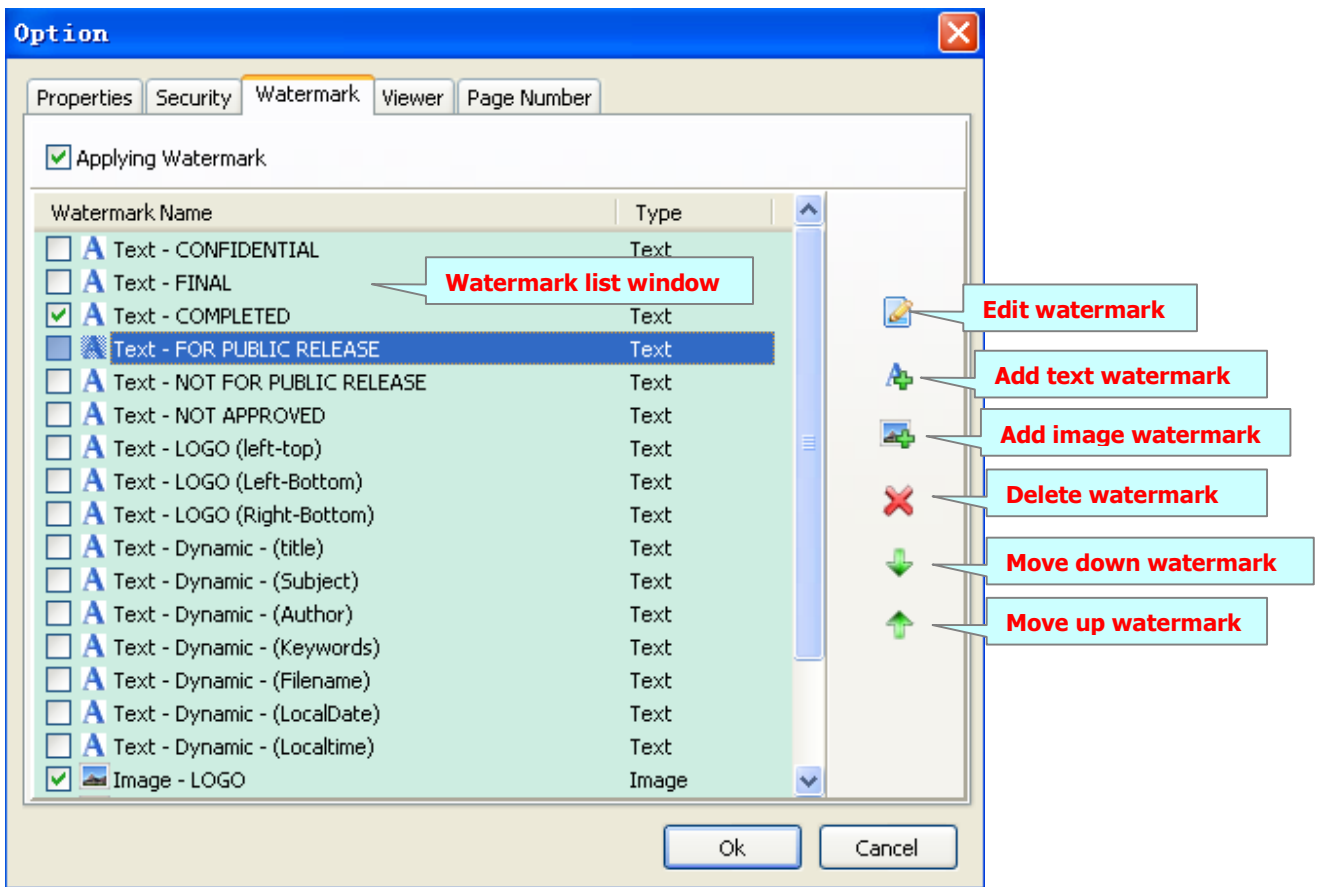 Option
Properties Security Watermark Viewer Page Number
Applying Watermark
Watermark Name Type
Text - CONFIDENTIAL Text
Text - FINAL
Watermark list window
Text - COMPLETED Text
Edit watermark
Text - FOR PUBLIC RELEASE Text
Text - NOT FOR PUBLIC RELEASE Text
Add text watermark
Text - NOT APPROVED Text
Text - LOGO (left-top) Text
Add image watermark
Text - LOGO (Left-Bottom) Text
Text - LOGO (Right-Bottom) Text
Delete watermark
Text - Dynamic - (title) Text
Text - Dynamic - (Subject) Text
Move down watermark
Text - Dynamic - (Author) Text
Move up watermark
Text - Dynamic - (Keywords) Text
Text - Dynamic - (Filename) Text
Text - Dynamic - (LocalDate) Text
Text - Dynamic - (Localtime) Text
Image - LOGO Image
Ok Cancel